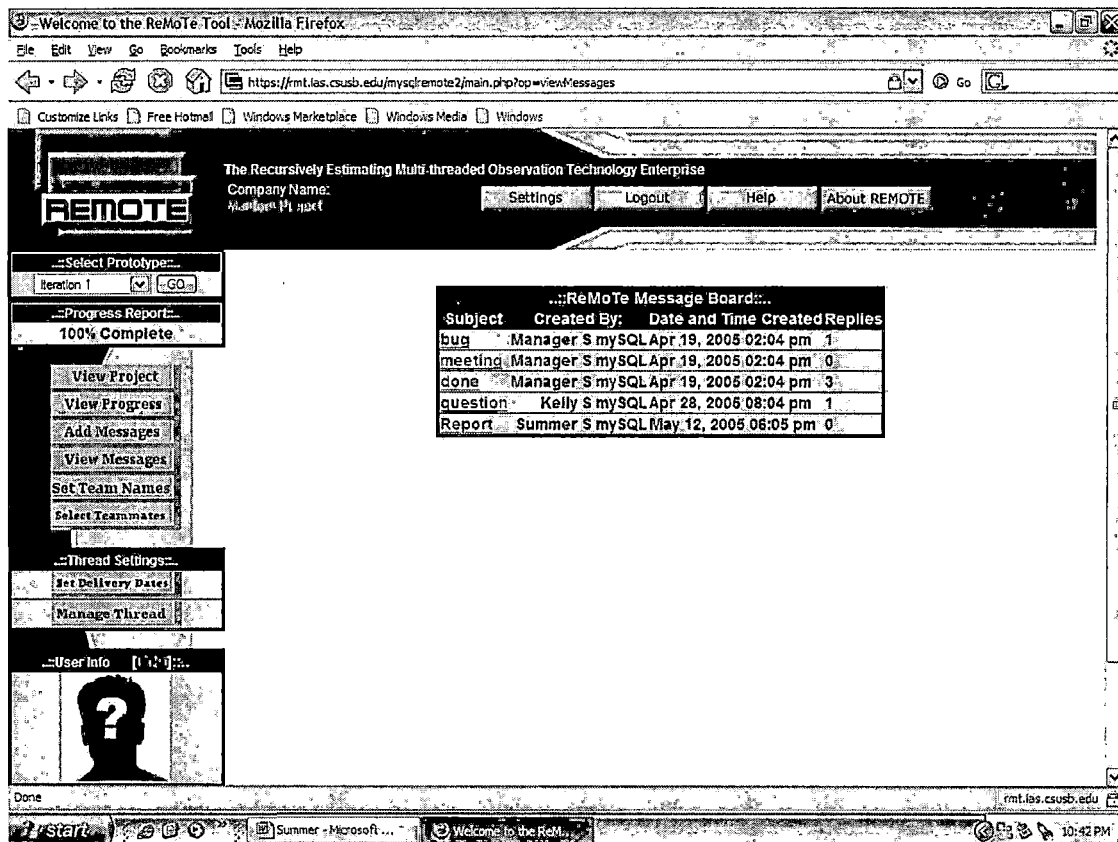 Welcome to the ReMoTe Tool - Mozilla Firefox
File Edit View Go Bookmarks Tools Help
https://rmt.ias.csusb.edu/mysqlremote2/main.php?op=viewMessages
Go
Customize Links Free Hotmail Windows Marketplace Windows Media Windows
The Recursively Estimating Multi-threaded Observation Technology Enterprise
Company Name:
REMOTE
Settings Logout Help About REMOTE
..::Select Prototype::..
Iteration 1 GO
..::Progress Report::..
100% Complete
View Project
View Progress
Add Messages
View Messages
Set Team Names
Select Teammates
..::Thread Settings::..
Set Delivery Dates
Manage Thread
..::User Info
?
..::ReMoTe Message Board::..
Subject Created By: Date and Time Created Replies
bug Manager S mySQL Apr 19, 2005 02:04 pm 1
meeting Manager S mySQL Apr 19, 2005 02:04 pm 0
done Manager S mySQL Apr 19, 2005 02:04 pm 3
question Kelly S mySQL Apr 28, 2005 08:04 pm 1
Report Summer S mySQL May 12, 2005 06:05 pm 0
Done rmt.ias.csusb.edu
start Summer - Microsoft ... Welcome to the ReM... 10:42 PM